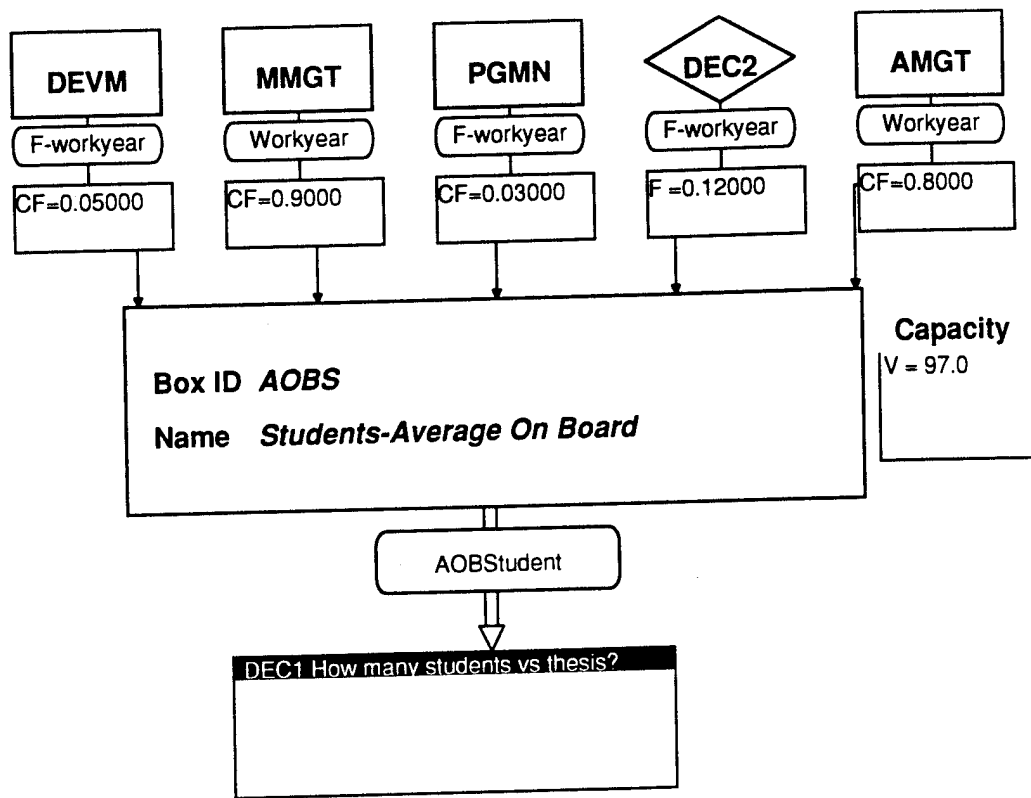 DEVM
MMGT
PGMN
DEC2
AMGT
F-workyear
Workyear
F-workyear
F-workyear
Workyear
CF=0.05000
CF=0.9000
CF=0.03000
F =0.12000
CF=0.8000
Capacity
V = 97.0
Box ID AOBS
Name Students-Average On Board
AOBStudent
DEC1 How many students vs thesis?